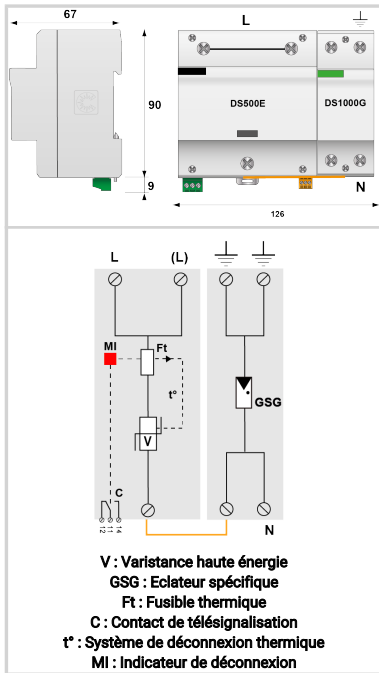 67
L
90
DS500E
DS1000G
9
N
126
L
(L)
MI
Ft
t°
GSG
V
C
12
11
14
N
V : Varistance haute énergie
GSG : Eclateur spécifique
Ft : Fusible thermique
C : Contact de télésignalisation
t° : Système de déconnexion thermique
MI : Indicateur de déconnexion